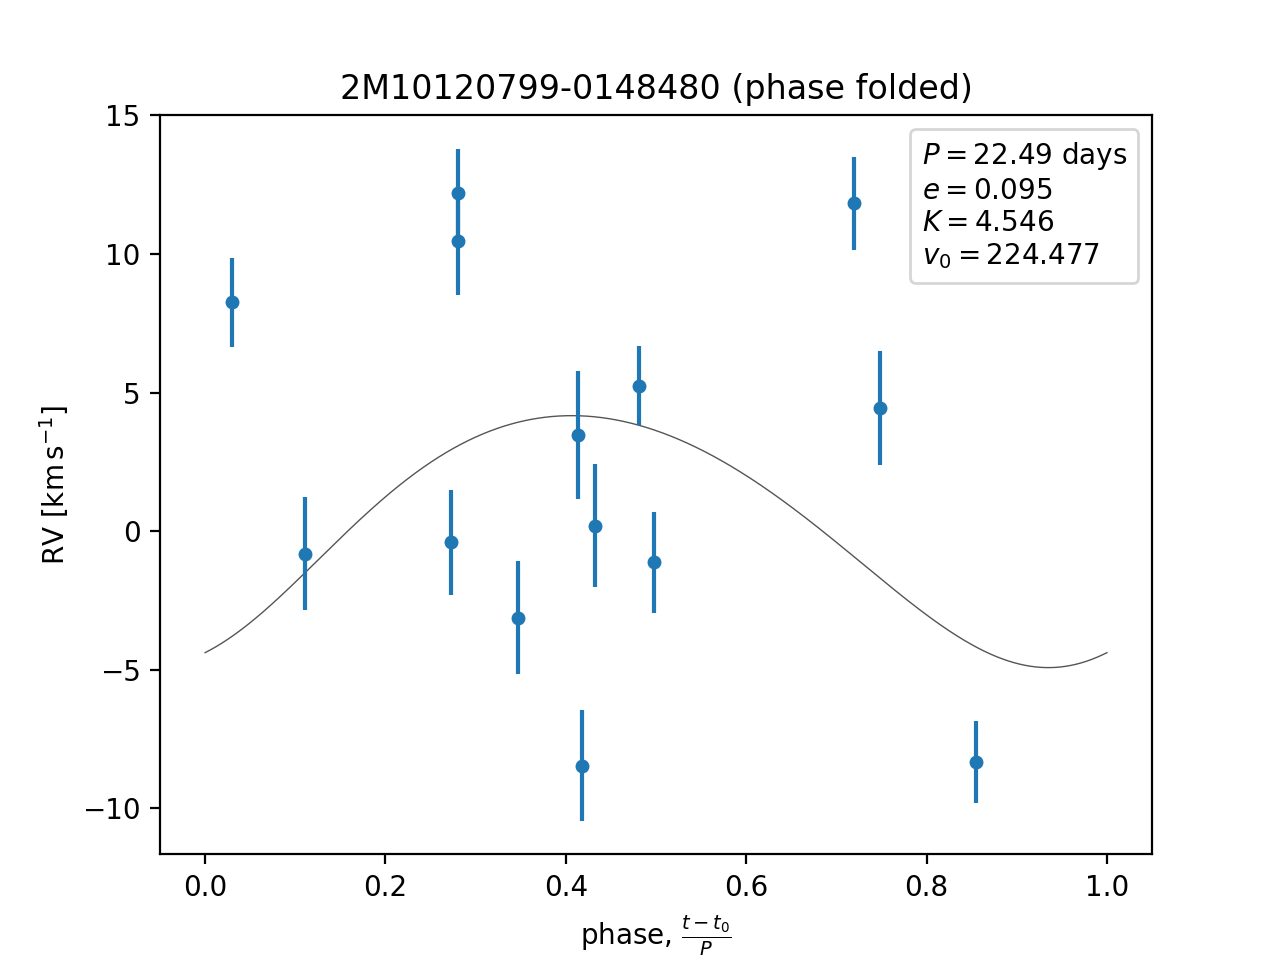 2M10120799-0148480 (phase folded)
P = 22.49 days
e = 0.095
K = 4.546
v₀ = 224.477
RV [km s⁻¹]
15
10
5
0
−5
−10
0.0 0.2 0.4 0.6 0.8 1.0
phase, (t − t₀)/P